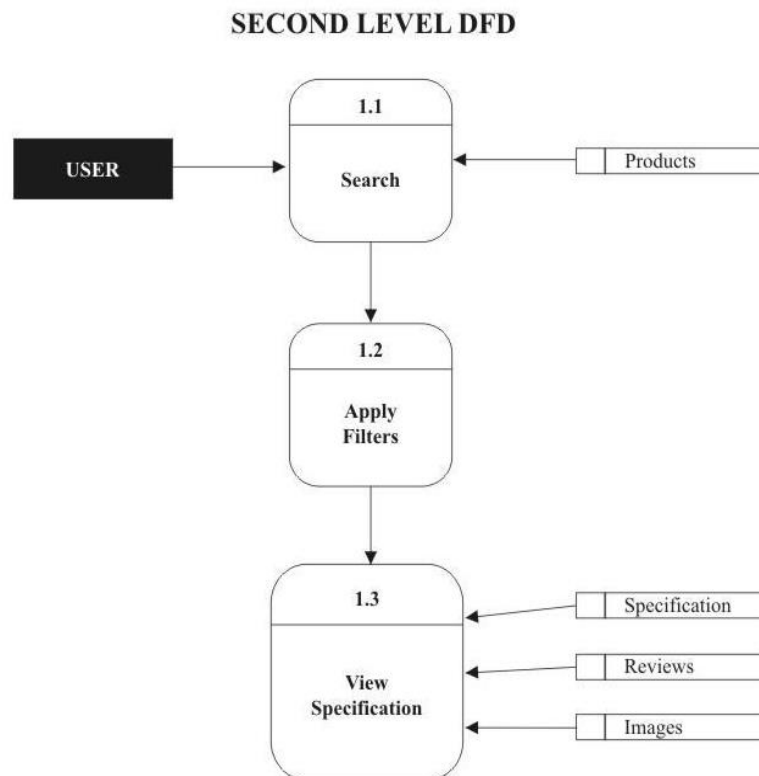 SECOND LEVEL DFD
1.1
USER
Search
Products
1.2
Apply
Filters
1.3
Specification
Reviews
View
Specification
Images